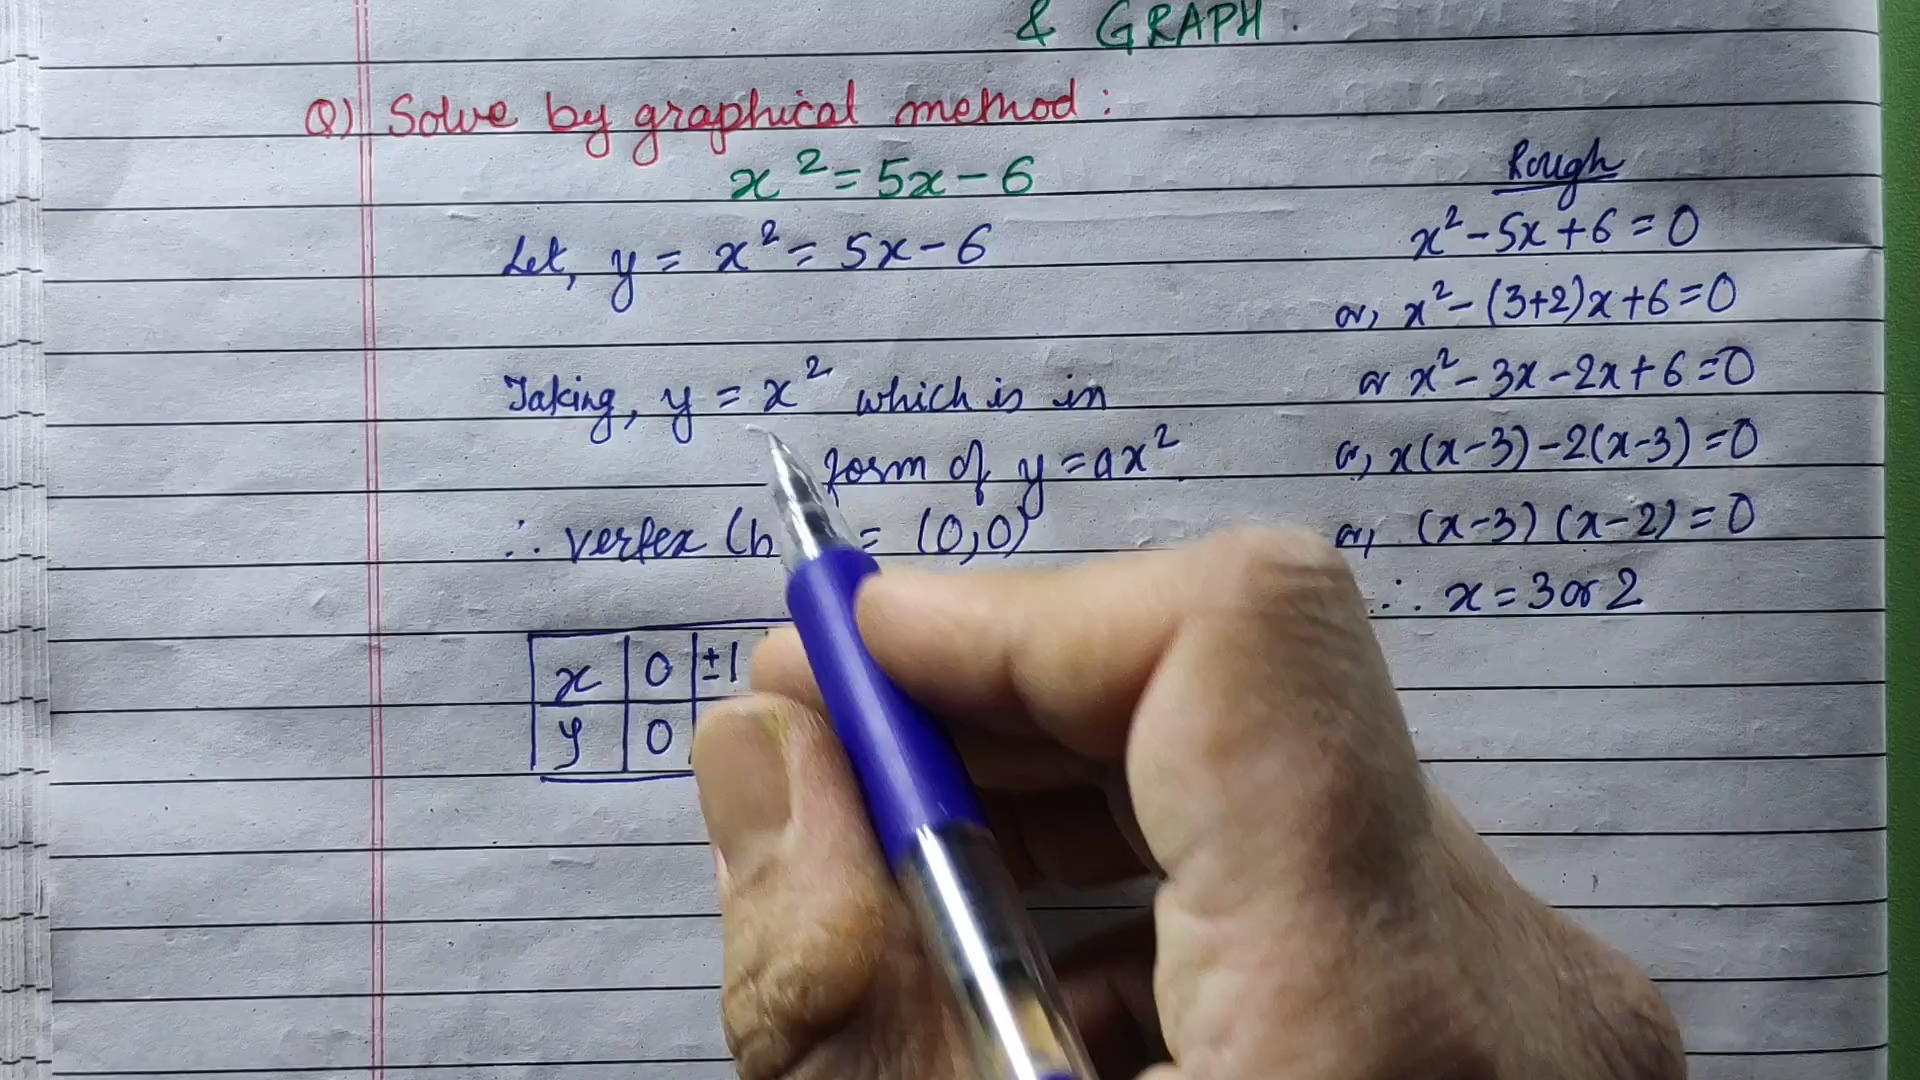 & GRAPH.
Q) Solve by graphical method:
x² = 5x - 6
Let, y = x² = 5x - 6
Taking, y = x² which is in
form of y = ax²
∴ vertex (h = (0,0)
x | 0 | ±1
y | 0
Rough
x² - 5x + 6 = 0
or, x² - (3+2)x + 6 = 0
or x² - 3x - 2x + 6 = 0
or, x(x-3) - 2(x-3) = 0
or, (x-3) (x-2) = 0
∴ x = 3 or 2